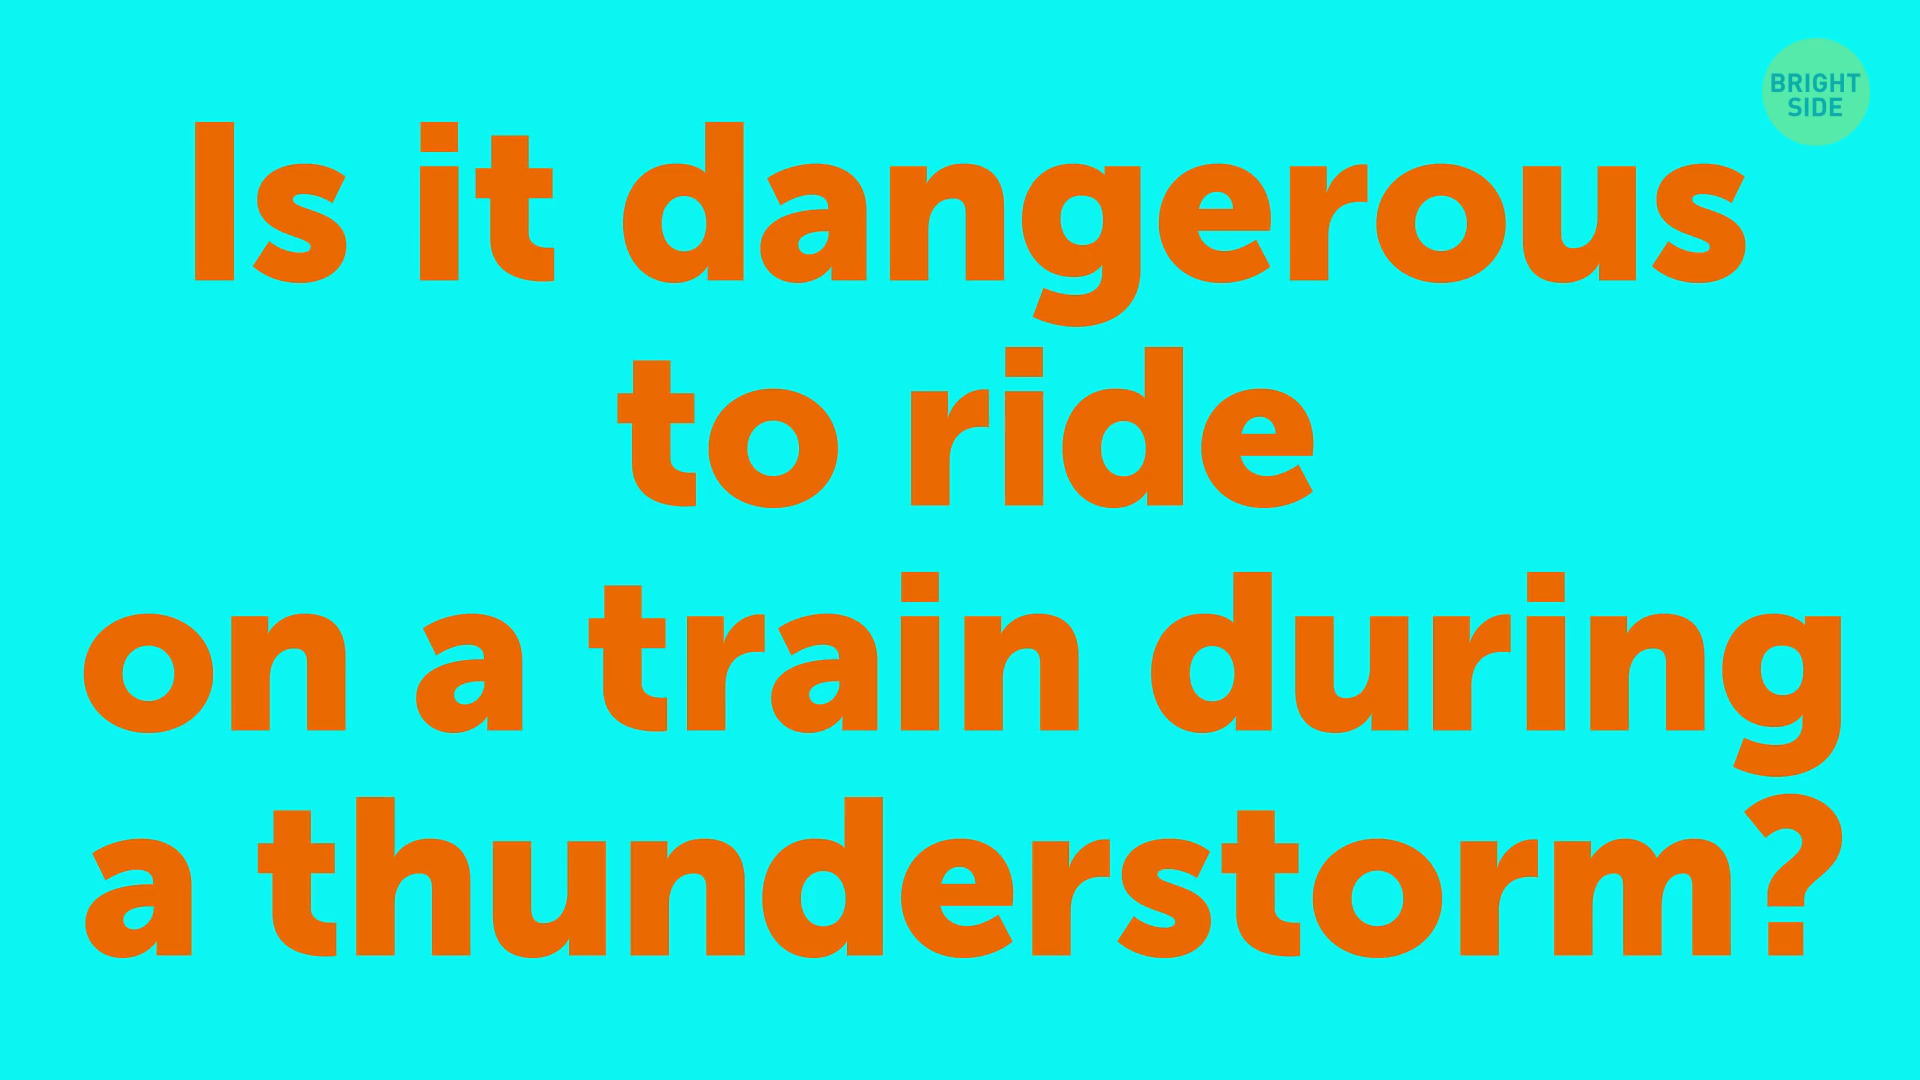 BRIGHT
SIDE
Is it dangerous
to ride
on a train during
a thunderstorm?